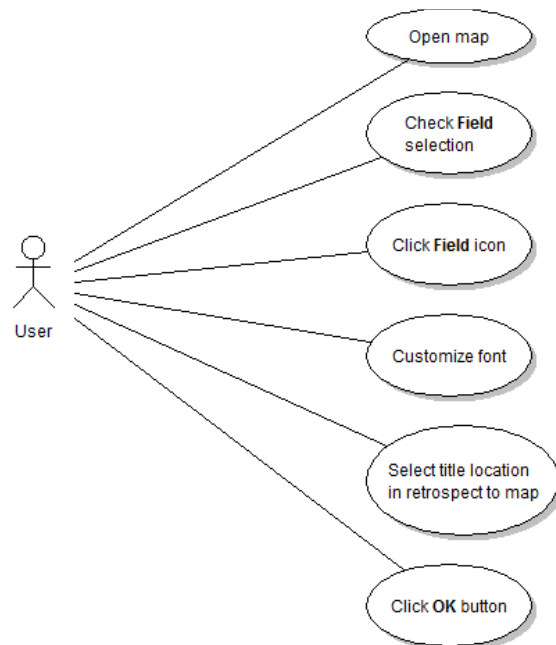 Open map
Check Field
selection
Click Field icon
User
Customize font
Select title location
in retrospect to map
Click OK button